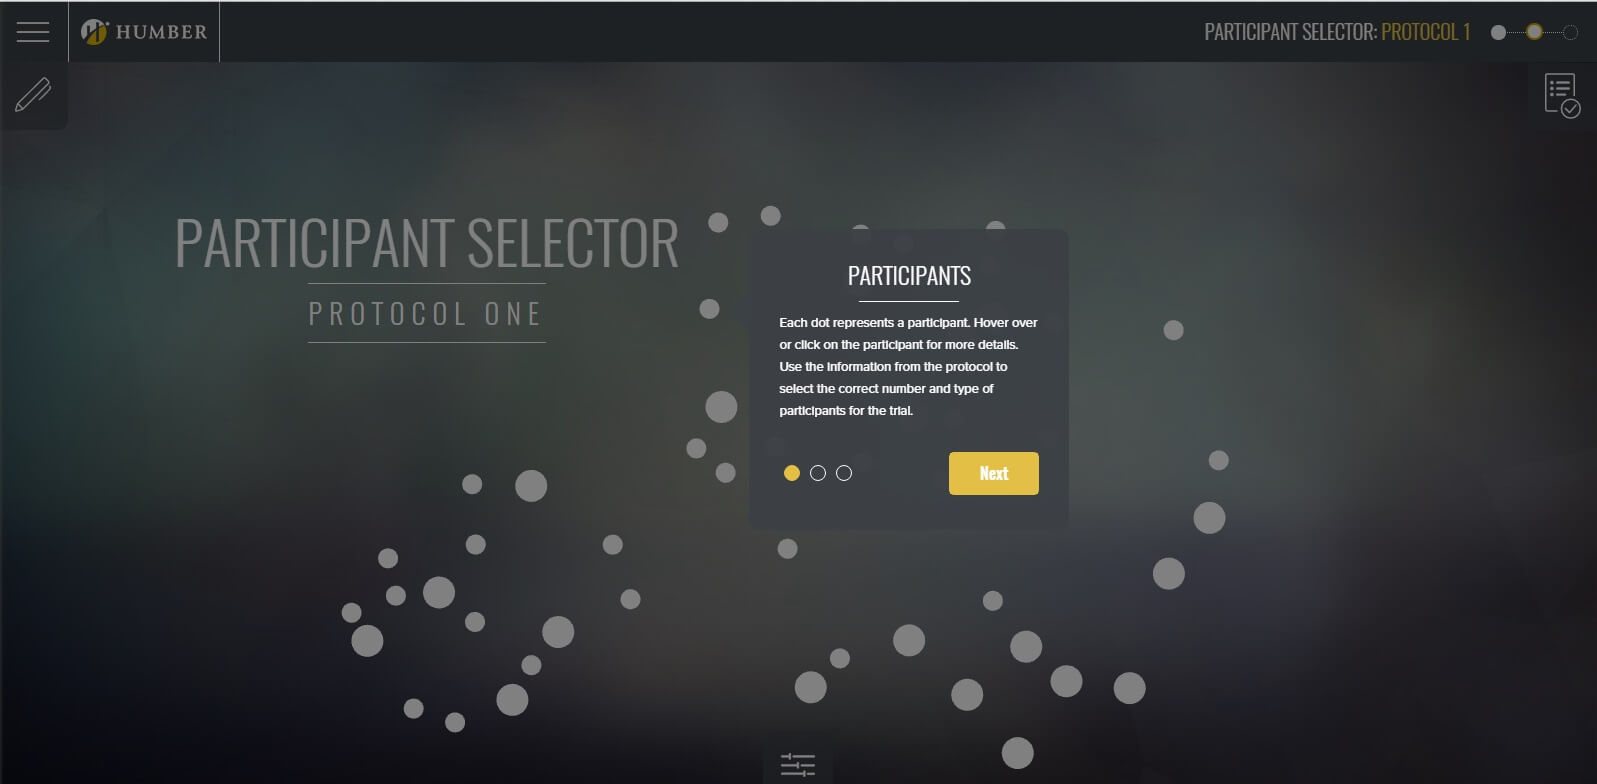 HUMBER
PARTICIPANT SELECTOR: PROTOCOL 1
PARTICIPANT SELECTOR
PROTOCOL ONE
PARTICIPANTS
Each dot represents a participant. Hover over
or click on the participant for more details.
Use the information from the protocol to
select the correct number and type of
participants for the trial.
Next